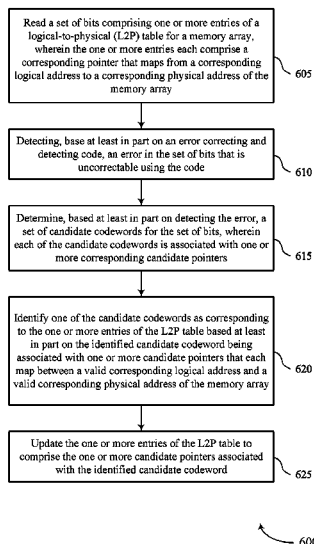 Read a set of bits comprising one or more entries of a
logical-to-physical (L2P) table for a memory array,
wherein the one or more entries each comprise a
corresponding pointer that maps from a corresponding
logical address to a corresponding physical address of the
memory array
605
Detecting, base at least in part on an error correcting and
detecting code, an error in the set of bits that is
uncorrectable using the code
610
Determine, based at least in part on detecting the error, a
set of candidate codewords for the set of bits, wherein
each of the candidate codewords is associated with one or
more corresponding candidate pointers
615
Identify one of the candidate codewords as corresponding
to the one or more entries of the L2P table based at least
in part on the identified candidate codeword being
associated with one or more candidate pointers that each
map between a valid corresponding logical address and a
valid corresponding physical address of the memory array
620
Update the one or more entries of the L2P table to
comprise the one or more candidate pointers associated
with the identified candidate codeword
625
600